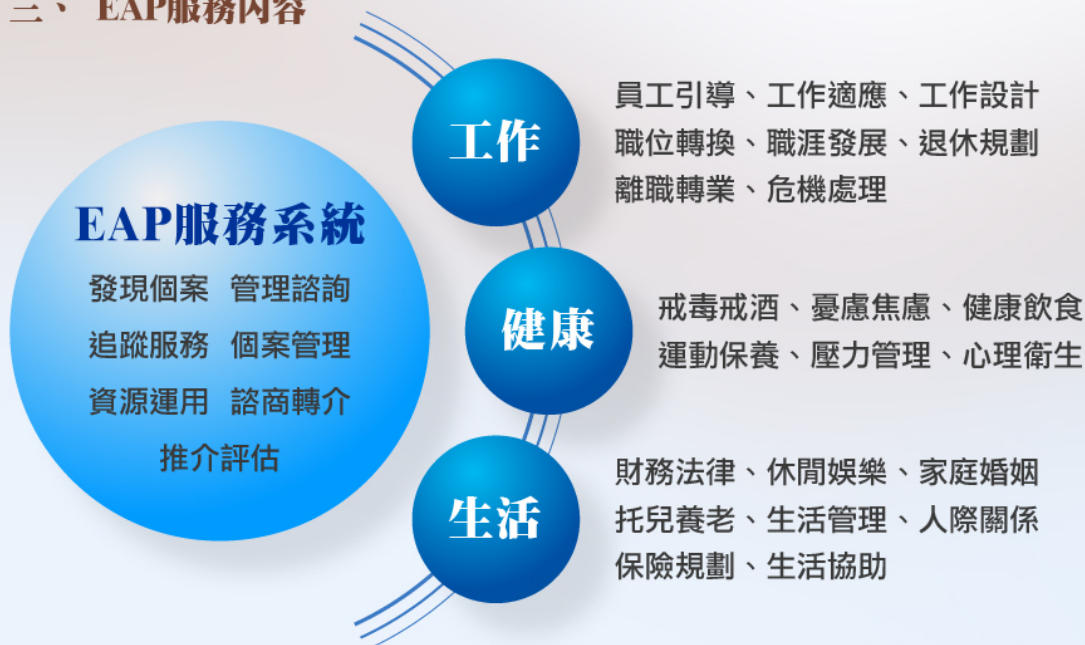 三、 EAP服務內容
EAP服務系統
發現個案 管理諮詢
追蹤服務 個案管理
資源運用 諮商轉介
推介評估
工作
員工引導、工作適應、工作設計
職位轉換、職涯發展、退休規劃
離職轉業、危機處理
健康
戒毒戒酒、憂慮焦慮、健康飲食
運動保養、壓力管理、心理衛生
生活
財務法律、休閒娛樂、家庭婚姻
托兒養老、生活管理、人際關係
保險規劃、生活協助